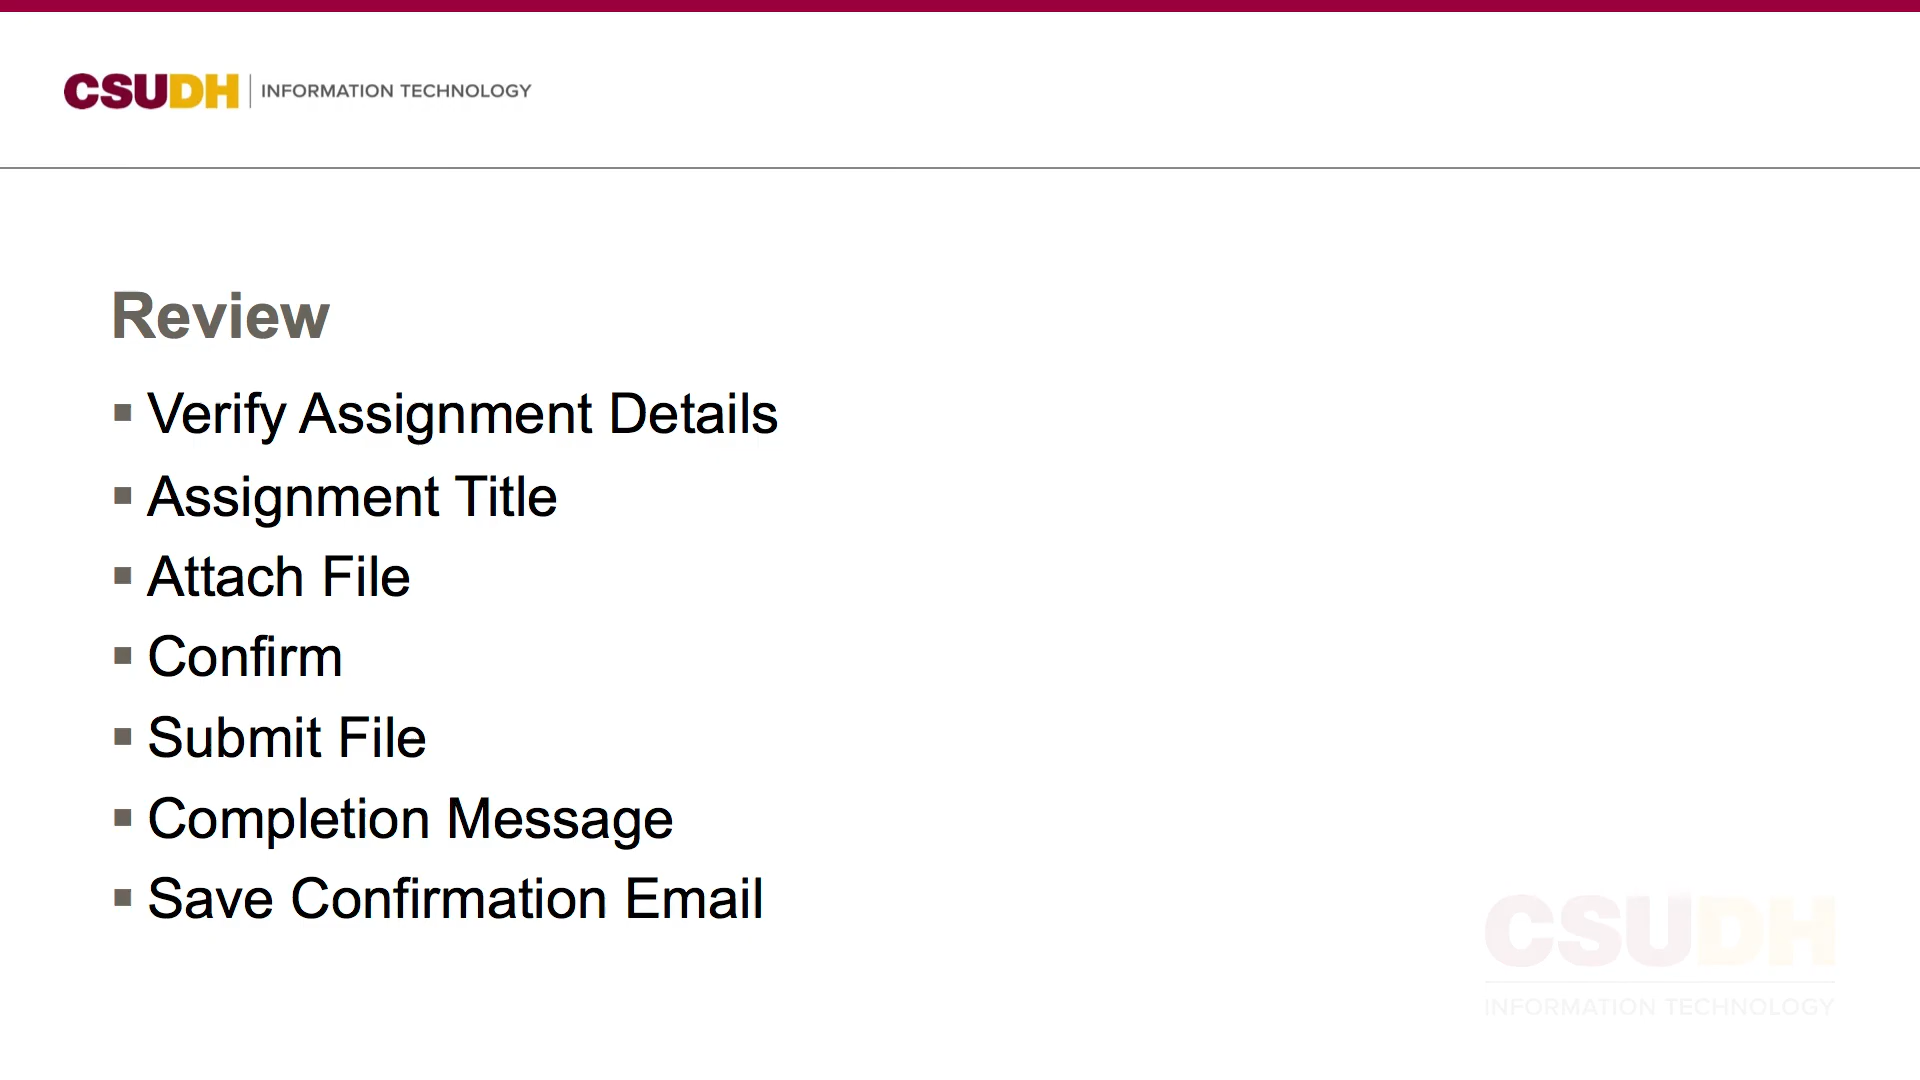 CSUDH INFORMATION TECHNOLOGY
Review
Verify Assignment Details
Assignment Title
Attach File
Confirm
Submit File
Completion Message
Save Confirmation Email
CSUDH
INFORMATION TECHNOLOGY